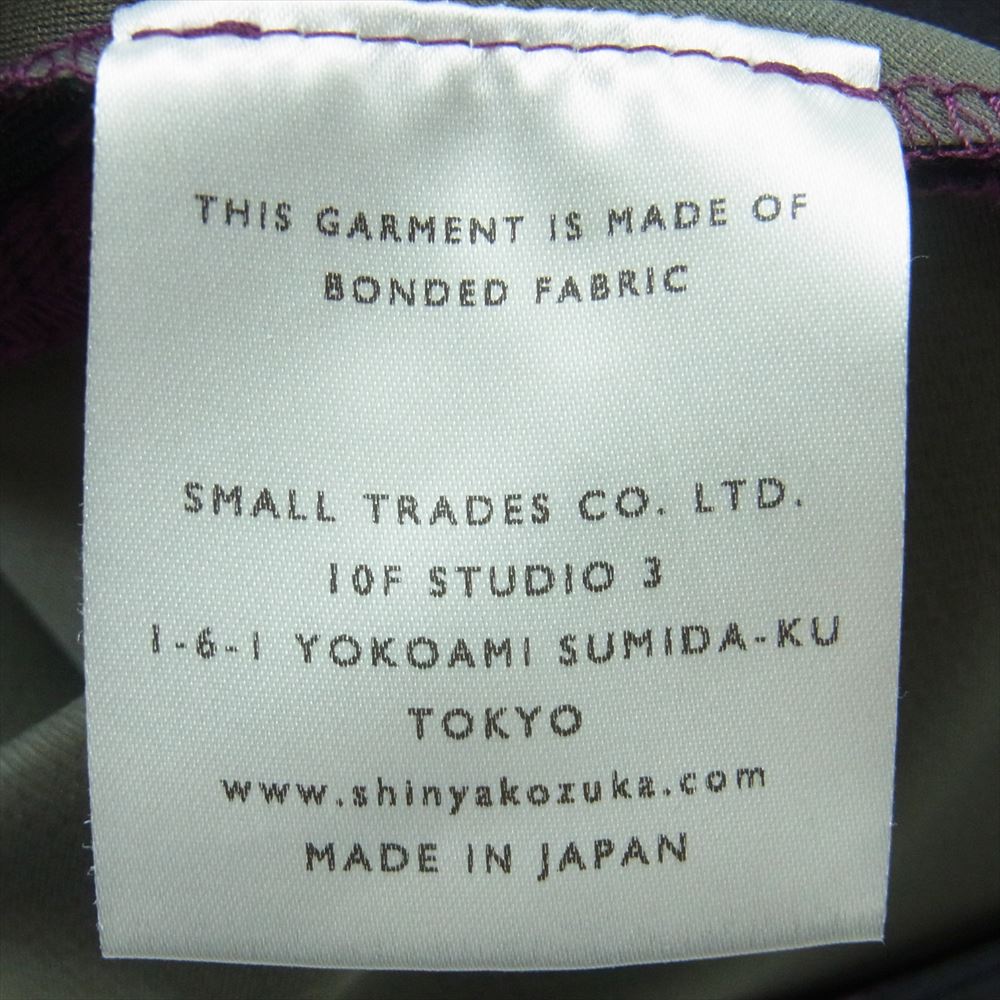 THIS GARMENT IS MADE OF
BONDED FABRIC
SMALL TRADES CO. LTD.
10F STUDIO 3
1-6-1 YOKOAMI SUMIDA-KU
TOKYO
www.shinyakozuka.com
MADE IN JAPAN